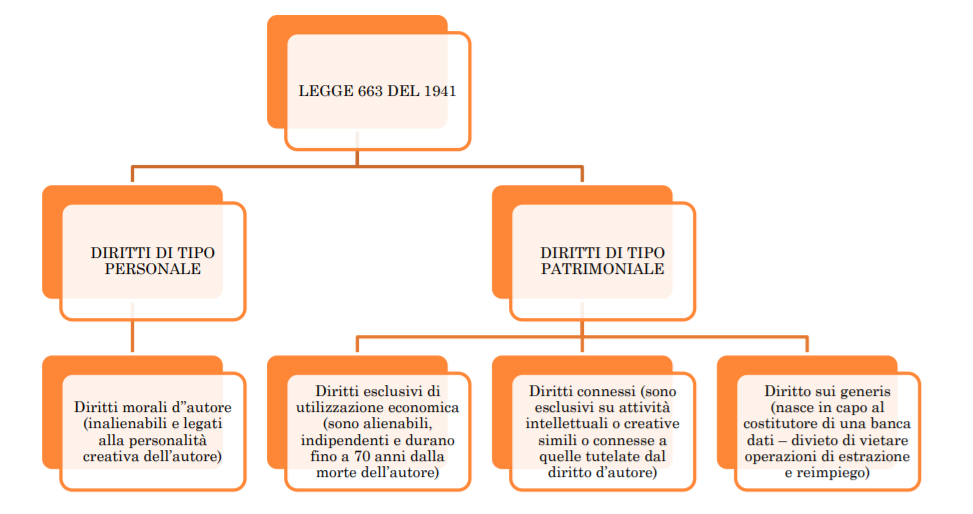 LEGGE 663 DEL 1941
DIRITTI DI TIPO
PERSONALE
DIRITTI DI TIPO
PATRIMONIALE
Diritti morali d"autore
(inalienabili e legati
alla personalità
creativa dell'autore)
Diritti esclusivi di
utilizzazione economica
(sono alienabili,
indipendenti e durano
fino a 70 anni dalla
morte dell'autore)
Diritti connessi (sono
esclusivi su attività
intellettuali o creative
simili o connesse a
quelle tutelate dal
diritto d'autore)
Diritto sui generis
(nasce in capo al
costitutore di una banca
dati – divieto di vietare
operazioni di estrazione
e reimpiego)